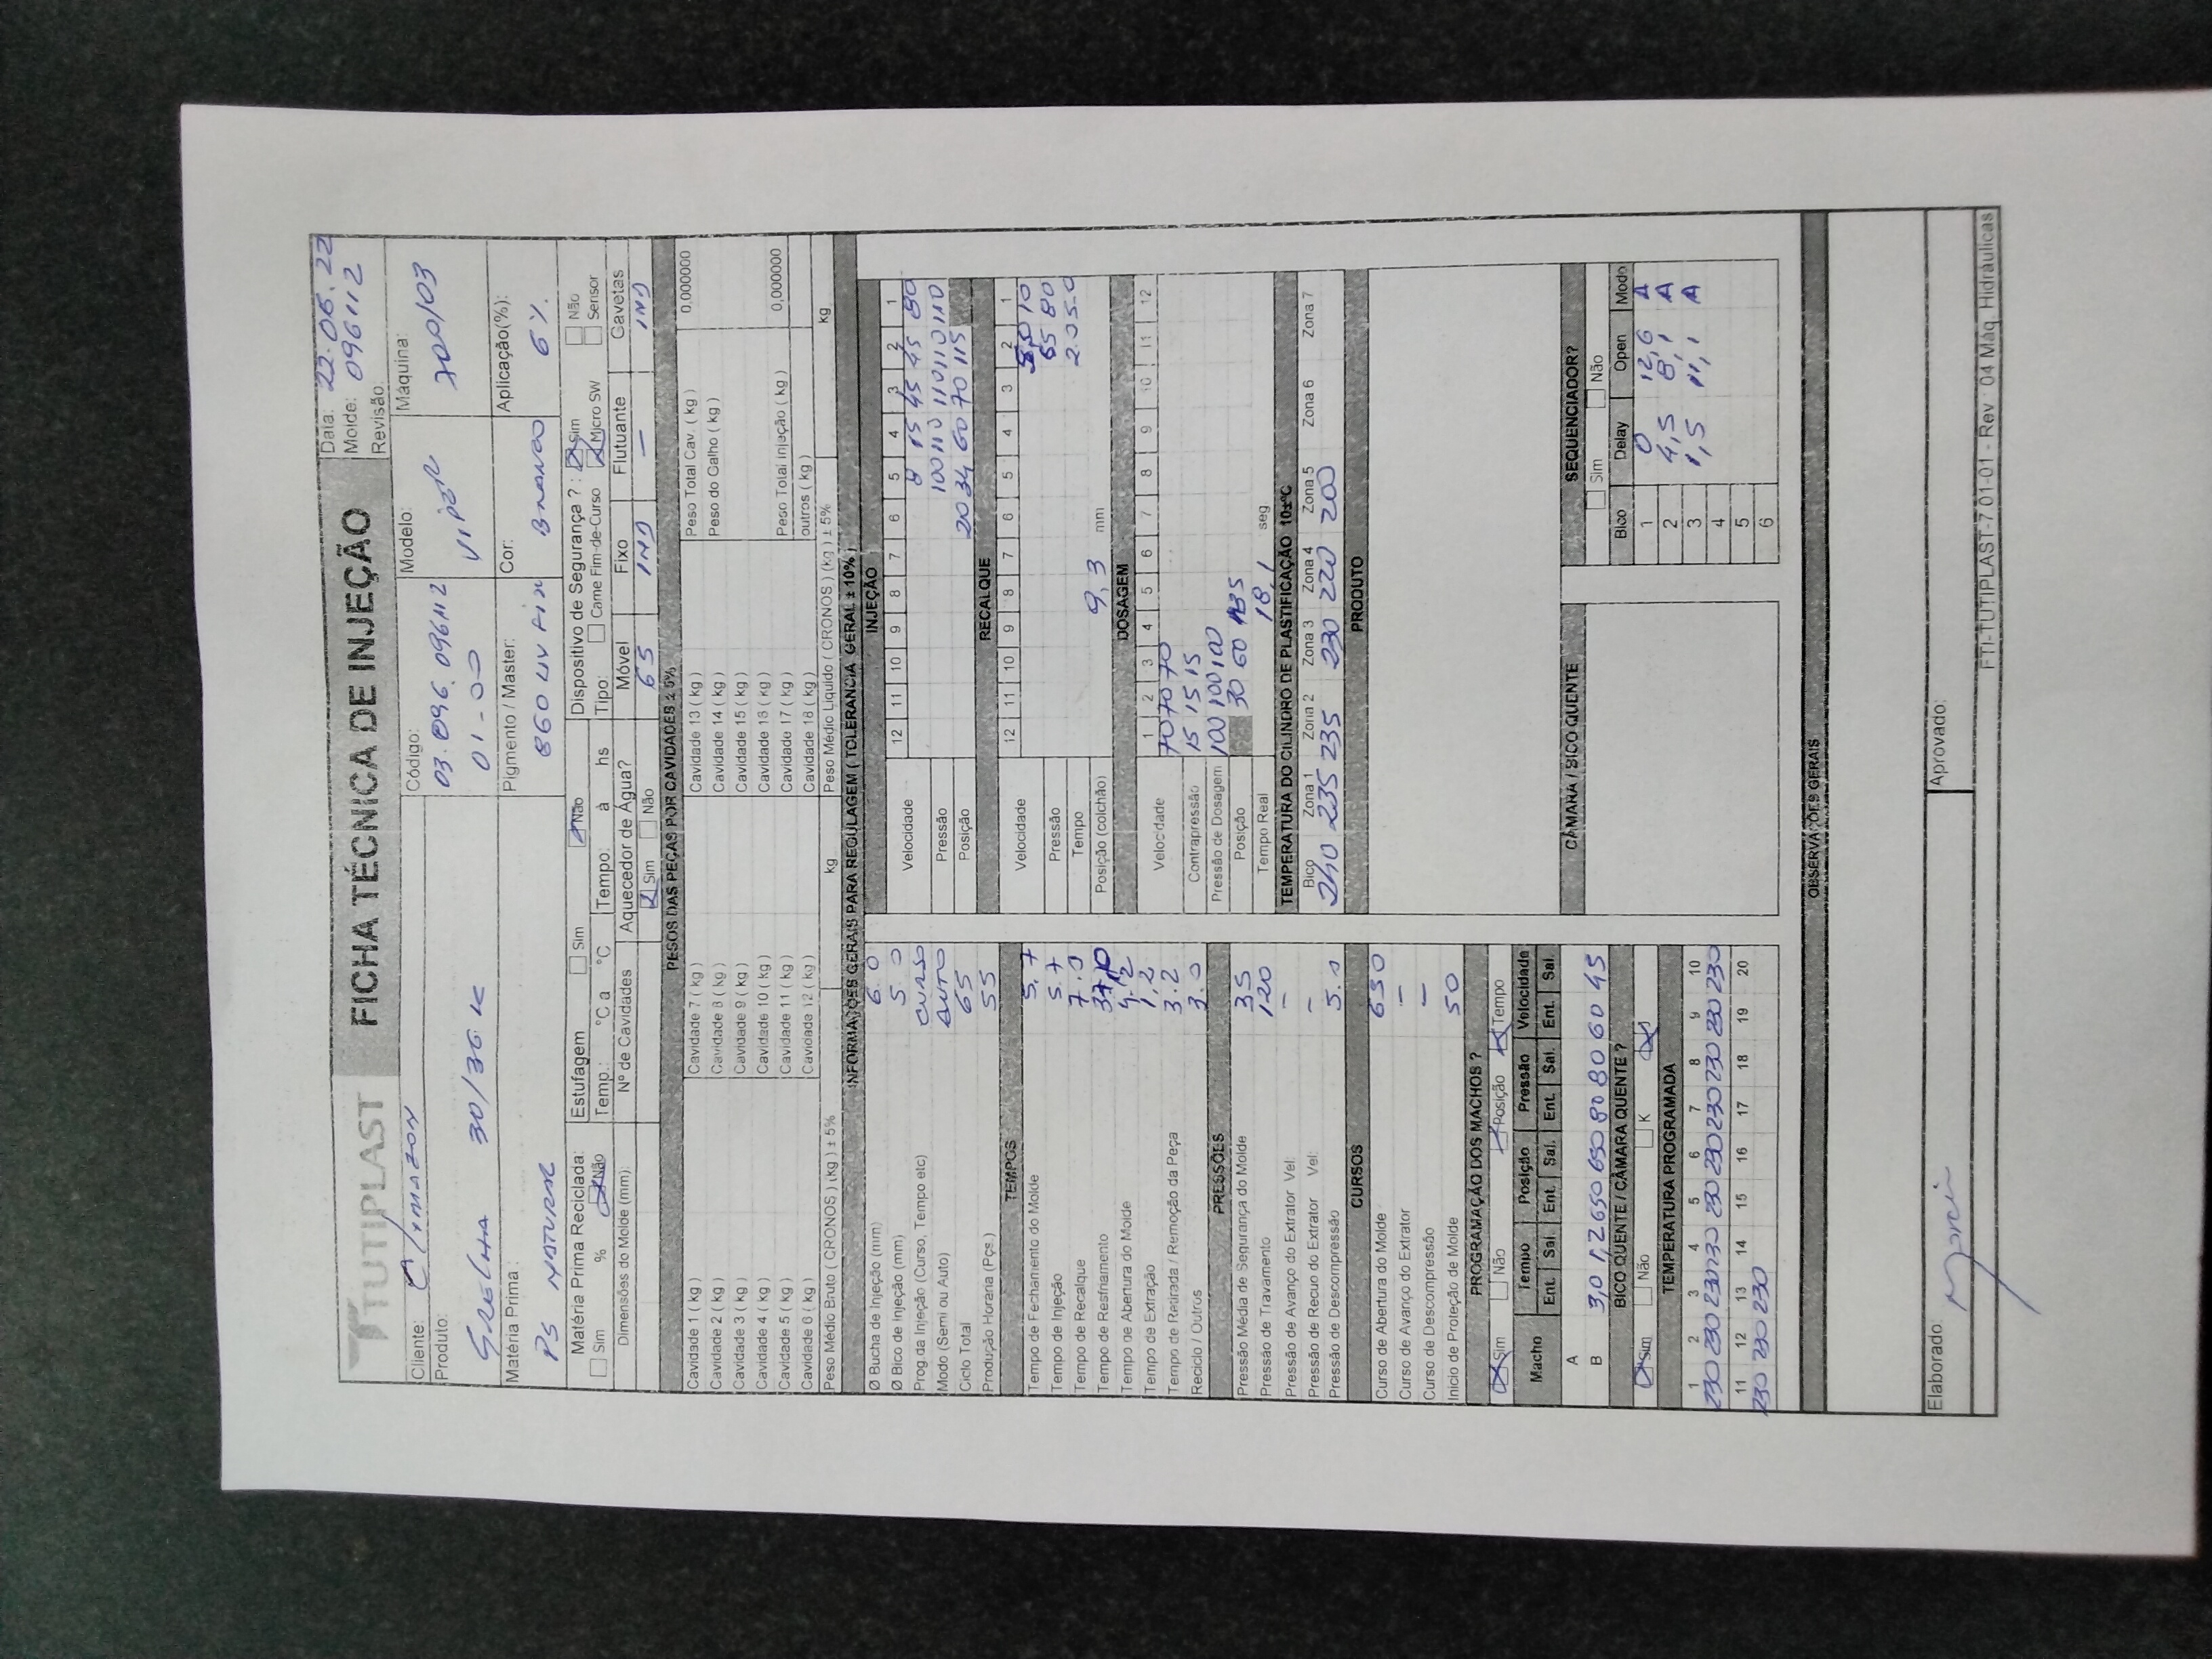 TUTIPLAST
FICHA TÉCNICA DE INJEÇÃO
Data: 22.06.22
Molde: 096112
Revisão
Cliente:
Código: 03.096.096112
01-00
Modelo:
Máquina: 700/03
Produto:
GRELHA 30/36 K
Matéria Prima:
PS NATURAL
Pigmento / Master:
860 UV
Cor:
BRANCO
Aplicação(%):
6%
Matéria Prima Reciclada:
Sim % Não
Estufagem Sim Não
Temp.: °C a °C Tempo: à hs
Dispositivo de Segurança ? : Sim Não
Tipo: Came Fim-de-Curso Micro SW Sensor
Dimensões do Molde (mm):
Nº de Cavidades
Aquecedor de Água?
Sim Não
Móvel Fixo Flutuante Gavetas
65 IND — IND
PESOS DAS PEÇAS POR CAVIDADES ± 5%
Cavidade 1 ( kg ) Cavidade 7 ( kg ) Cavidade 13 ( kg ) Peso Total Cav. ( kg ) 0,000000
Cavidade 2 ( kg ) Cavidade 8 ( kg ) Cavidade 14 ( kg ) Peso do Galho ( kg )
Cavidade 3 ( kg ) Cavidade 9 ( kg ) Cavidade 15 ( kg )
Cavidade 4 ( kg ) Cavidade 10 ( kg ) Cavidade 16 ( kg )
Cavidade 5 ( kg ) Cavidade 11 ( kg ) Cavidade 17 ( kg ) Peso Total injeção ( kg ) 0,000000
Cavidade 6 ( kg ) Cavidade 12 ( kg ) Cavidade 18 ( kg ) outros ( kg )
Peso Médio Bruto ( CRONOS ) (kg ) ± 5% kg Peso Médio Liquido ( CRONOS ) (kg ) ± 5% kg
INFORMAÇÕES GERAIS PARA REGULAGEM ( TOLERANCIA GERAL ± 10% )
Ø Bucha de Injeção (mm) 6.0
Ø Bico de Injeção (mm) 5.0
Prog.da Injeção (Curso, Tempo etc) CURSO
Modo (Semi ou Auto) AUTO
Ciclo Total 65
Produção Horaria (Pçs.) 55
TEMPOS
Tempo de Fechamento do Molde 5,7
Tempo de Injeção 5.7
Tempo de Recalque 7.0
Tempo de Resfriamento
Tempo de Abertura do Molde
Tempo de Extração 1,2
Tempo de Retirada / Remoção da Peça 3.2
Reciclo / Outros 3.0
PRESSÕES
Pressão Média de Segurança do Molde 35
Pressão de Travamento 120
Pressão de Avanço do Extrator Vel: —
Pressão de Recuo do Extrator Vel: —
Pressão de Descompressão
CURSOS
Curso de Abertura do Molde 650
Curso de Avanço do Extrator —
Curso de Descompressão —
Inicio de Proteção de Molde 50
PROGRAMAÇÃO DOS MACHOS ?
Sim Não Posição Tempo
Macho Tempo Posição Pressão Velocidade
Ent. Sai Ent. Sai. Ent. Sai. Ent. Sai.
A
B 3,0 1,2 650 650 80 80 60 45
BICO QUENTE / CÂMARA QUENTE ?
Sim Não K
TEMPERATURA PROGRAMADA
1 2 3 4 5 6 7 8 9 10
230 230 230 230 230 230 230 230 230 230
11 12 13 14 15 16 17 18 19 20
230 230 230
INJEÇÃO
12 11 10 9 8 7 6 5 4 3 2 1
Velocidade 8 15 45 45 80
Pressão 100 110 110 110 110
Posição 20 34 60 70 115
RECALQUE
12 11 10 9 8 7 6 5 4 3 2 1
Velocidade 10
Pressão 55 80
Tempo 2.0 5.0
Posição (colchão) 9,3 mm
DOSAGEM
1 2 3 4 5 6 7 8 9 10 11 12
Velocidade 70 70 70
Contrapressão 15 15 15
Pressão de Dosagem 100 100 100
Posição 30 60 135
Tempo Real 18,1 seg
TEMPERATURA DO CILINDRO DE PLASTIFICAÇÃO 10±ºC
Bico Zona 1 Zona 2 Zona 3 Zona 4 Zona 5 Zona 6 Zona 7
240 235 235 230 220 200
PRODUTO
CÂMARA / BICO QUENTE
SEQUENCIADOR?
Sim Não
Bico Delay Open Modo
1 0 12,6 A
2 4,5 8,1 A
3 1,5 11,1 A
4
5
6
OBSERVAÇÕES GERAIS
Elaborado:
Aprovado:
FTI-TUTIPLAST-7.01-01 - Rev : 04 Máq. Hidráulicas